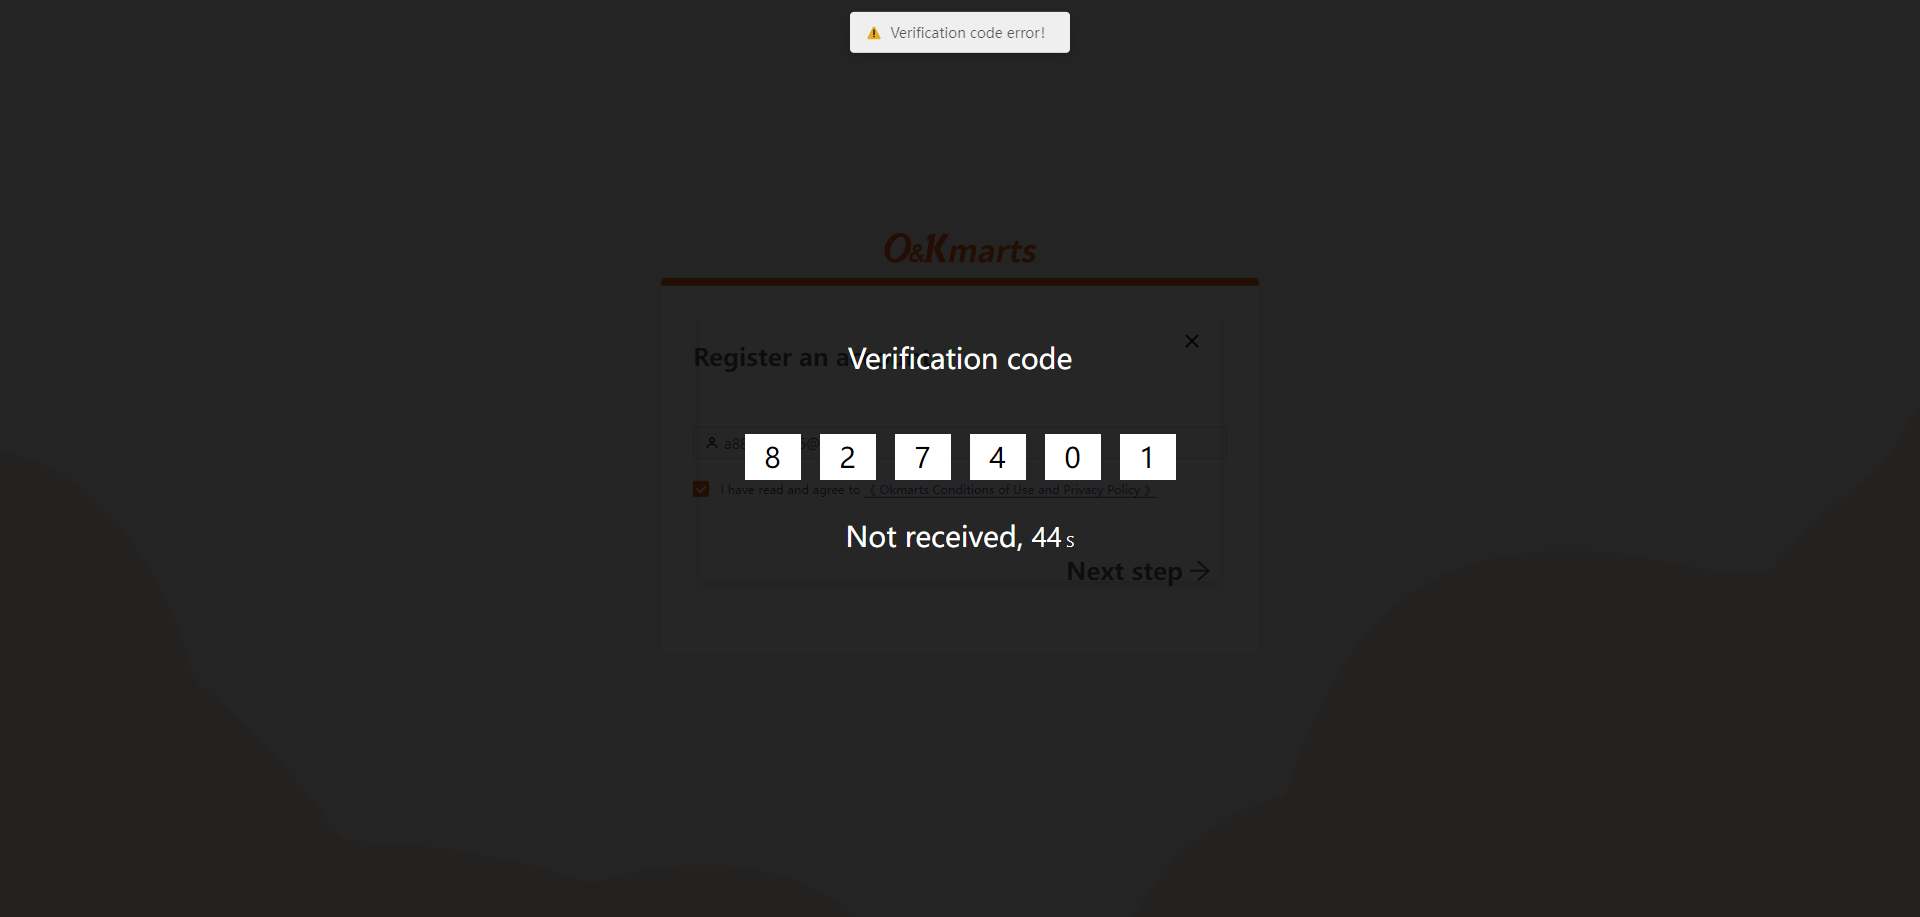 Verification code error!
O&Kmarts
Register an a
Verification code
8 2 7 4 0 1
I have read and agree to 《 Okmarts Conditions of Use and Privacy Policy 》
Not received, 44 s
Next step